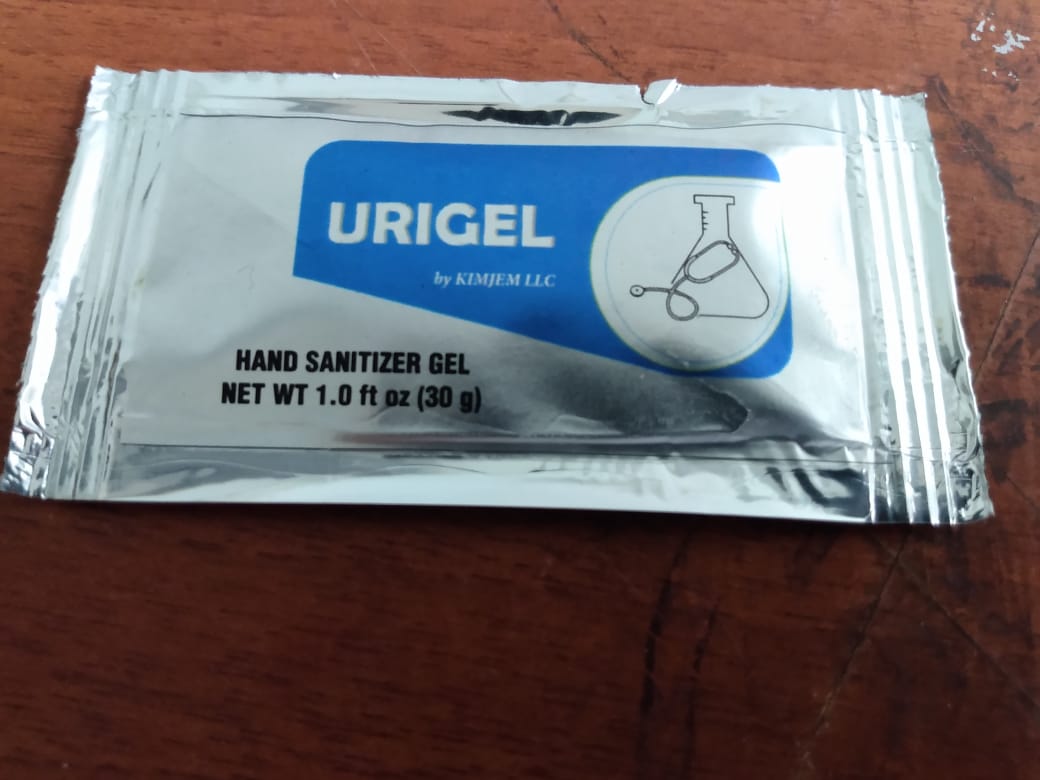 URIGEL
by KIMJEM LLC
HAND SANITIZER GEL
NET WT 1.0 ft oz (30 g)